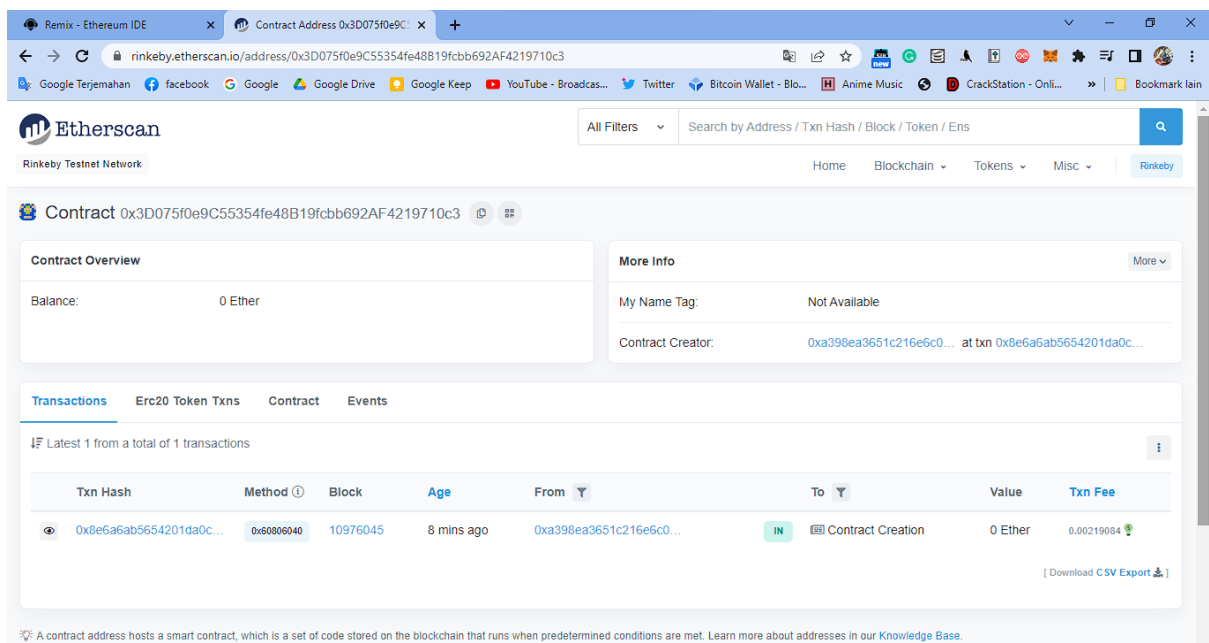 Remix - Ethereum IDE
Contract Address 0x3D075f0e9C
rinkeby.etherscan.io/address/0x3D075f0e9C55354fe48B19fcbb692AF4219710c3
new
Google Terjemahan facebook Google Google Drive Google Keep YouTube - Broadcas... Twitter Bitcoin Wallet - Blo... Anime Music CrackStation - Onli... » Bookmark lain
Etherscan
All Filters Search by Address / Txn Hash / Block / Token / Ens
Rinkeby Testnet Network
Home Blockchain Tokens Misc Rinkeby
Contract 0x3D075f0e9C55354fe48B19fcbb692AF4219710c3
Contract Overview
Balance: 0 Ether
More Info More
My Name Tag: Not Available
Contract Creator: 0xa398ea3651c216e6c0... at txn 0x8e6a6ab5654201da0c...
Transactions Erc20 Token Txns Contract Events
Latest 1 from a total of 1 transactions
Txn Hash Method Block Age From To Value Txn Fee
0x8e6a6ab5654201da0c... 0x60806040 10976045 8 mins ago 0xa398ea3651c216e6c0... IN Contract Creation 0 Ether 0.00219084
[ Download CSV Export ]
A contract address hosts a smart contract, which is a set of code stored on the blockchain that runs when predetermined conditions are met. Learn more about addresses in our Knowledge Base.